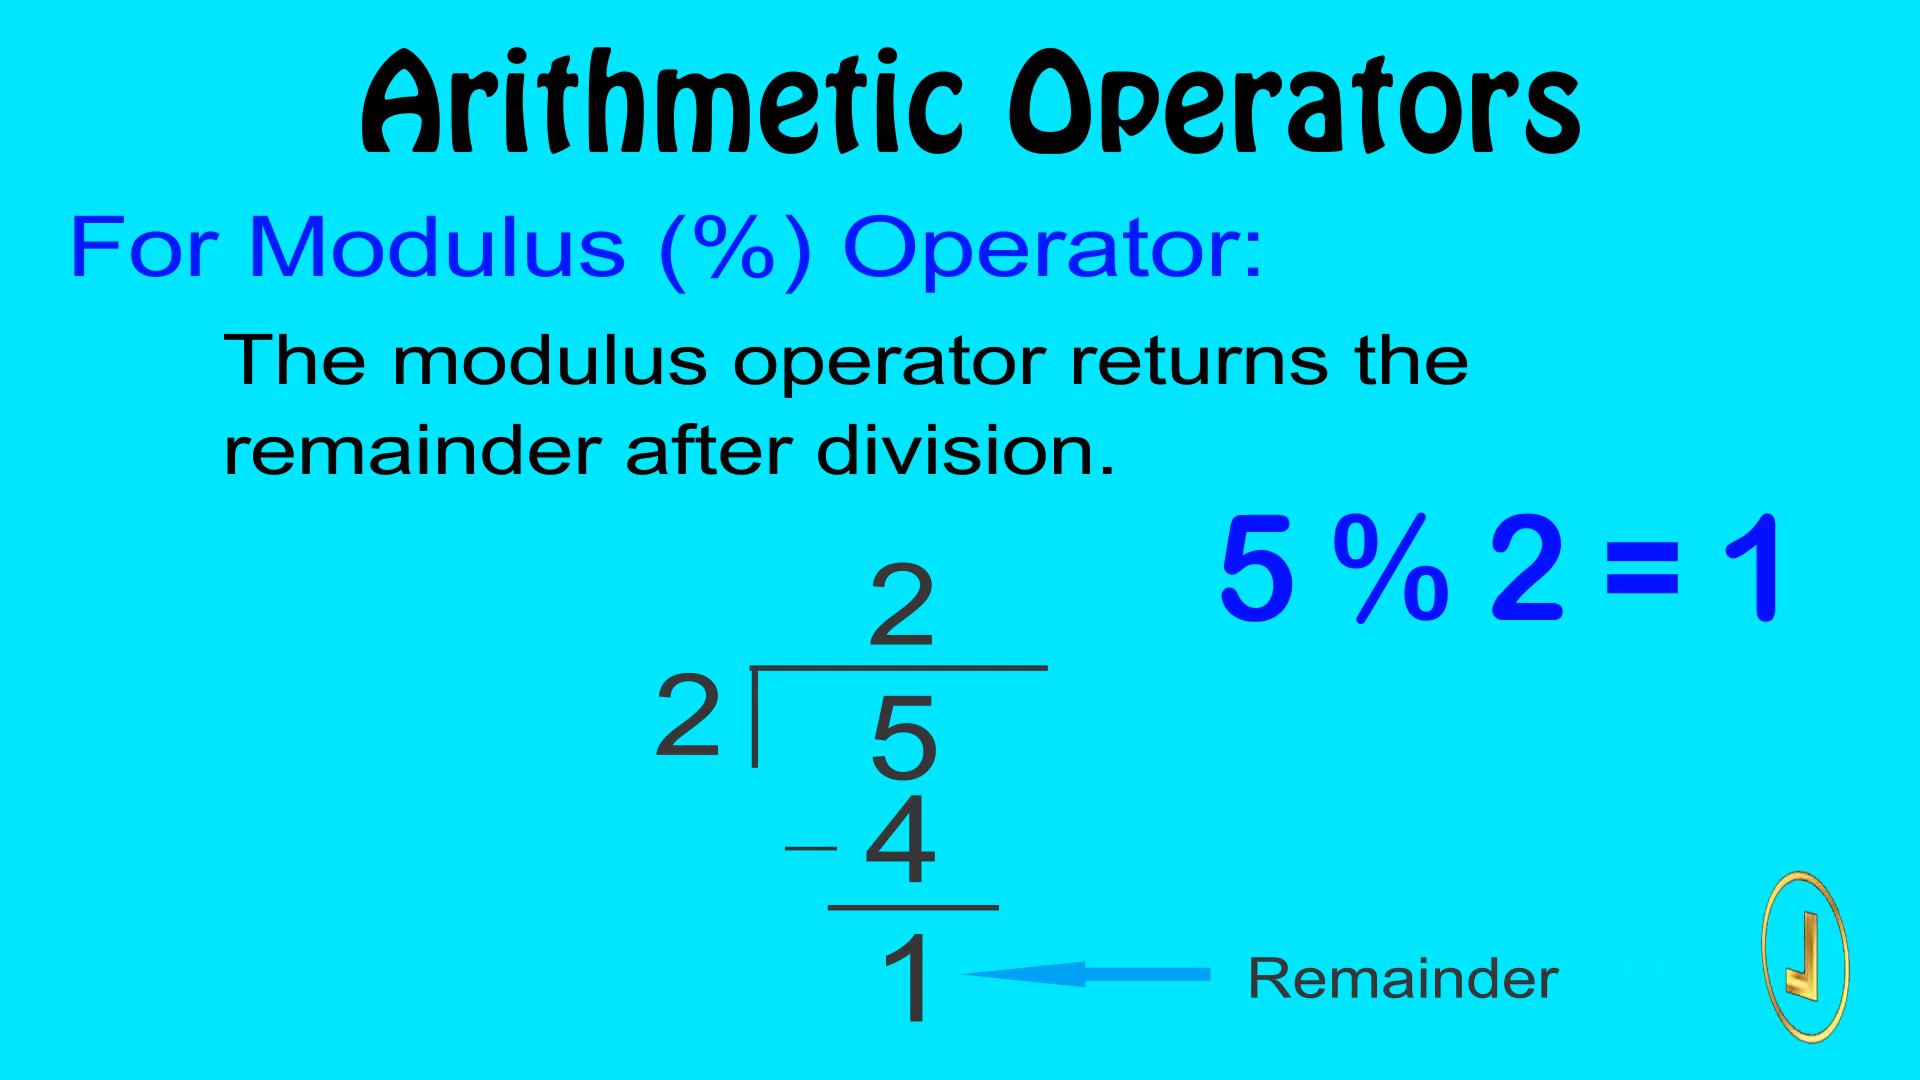 Arithmetic Operators
For Modulus (%) Operator:
The modulus operator returns the
remainder after division.
5 % 2 = 1
2
2 5
– 4
1
Remainder
J